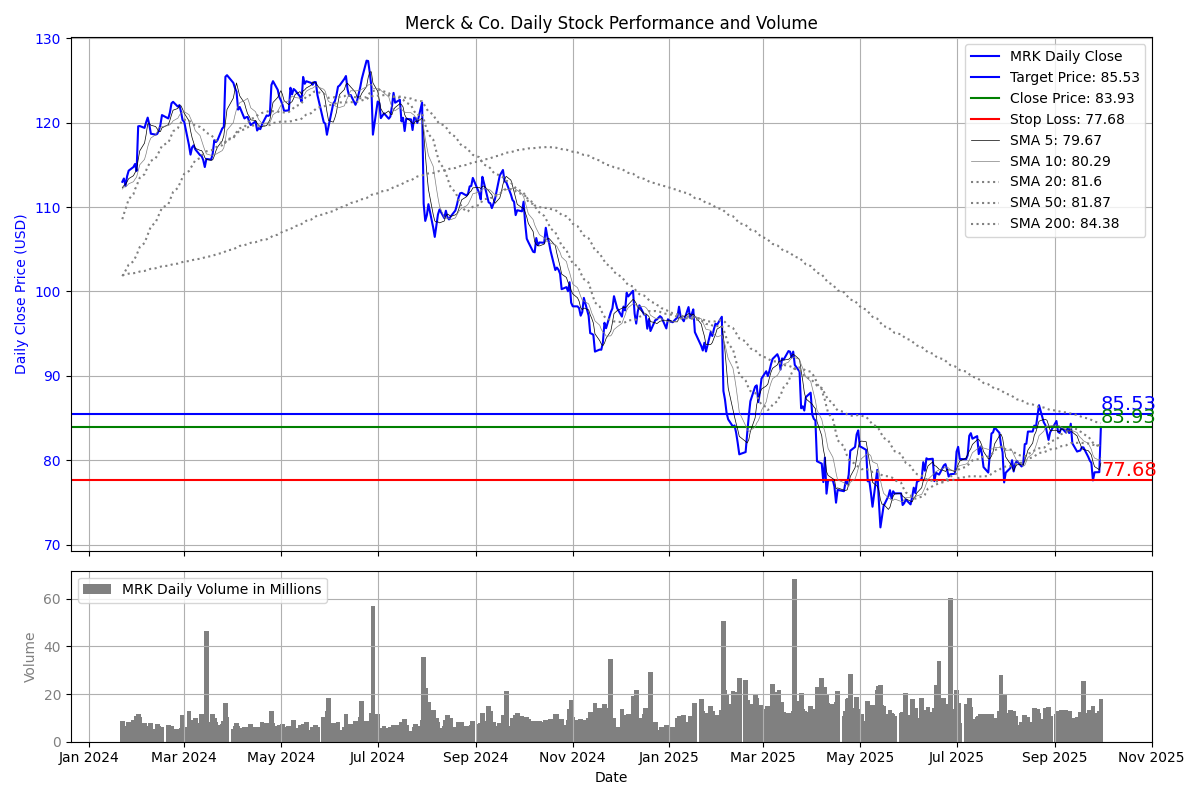 Merck & Co. Daily Stock Performance and Volume
130
120
110
100
90
80
70
Daily Close Price (USD)
MRK Daily Close
Target Price: 85.53
Close Price: 83.93
Stop Loss: 77.68
SMA 5: 79.67
SMA 10: 80.29
SMA 20: 81.6
SMA 50: 81.87
SMA 200: 84.38
85.53
83.93
77.68
MRK Daily Volume in Millions
60
40
20
0
Volume
Jan 2024 Mar 2024 May 2024 Jul 2024 Sep 2024 Nov 2024 Jan 2025 Mar 2025 May 2025 Jul 2025 Sep 2025 Nov 2025
Date